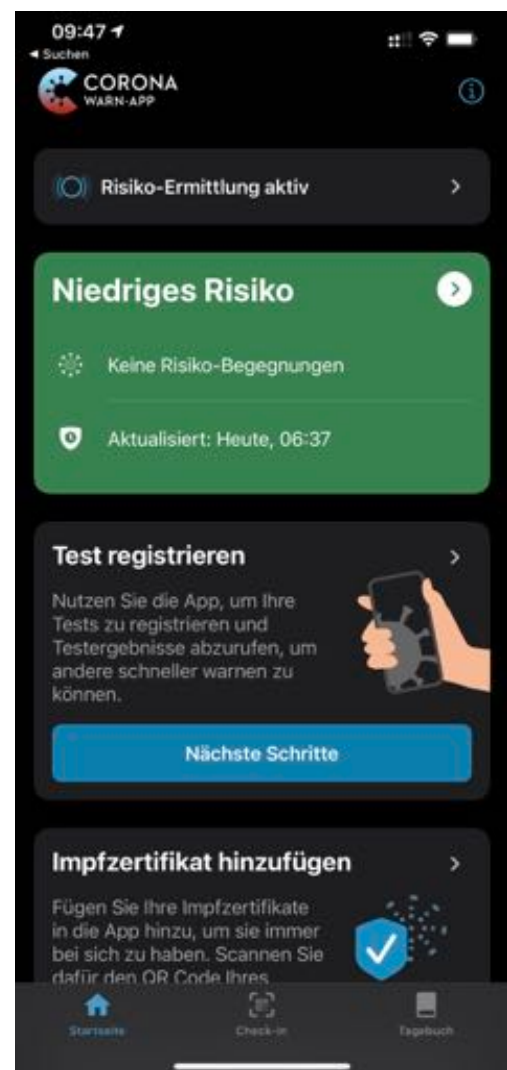 09:47
Suchen
CORONA
WARN-APP
Risiko-Ermittlung aktiv
Niedriges Risiko
Keine Risiko-Begegnungen
Aktualisiert: Heute, 06:37
Test registrieren
Nutzen Sie die App, um Ihre
Tests zu registrieren und
Testergebnisse abzurufen, um
andere schneller warnen zu
können.
Nächste Schritte
Impfzertifikat hinzufügen
Fügen Sie Ihre Impfzertifikate
in die App hinzu, um sie immer
bei sich zu haben. Scannen Sie
dafür den QR Code Ihres
Startseite
Check-in
Tagebuch